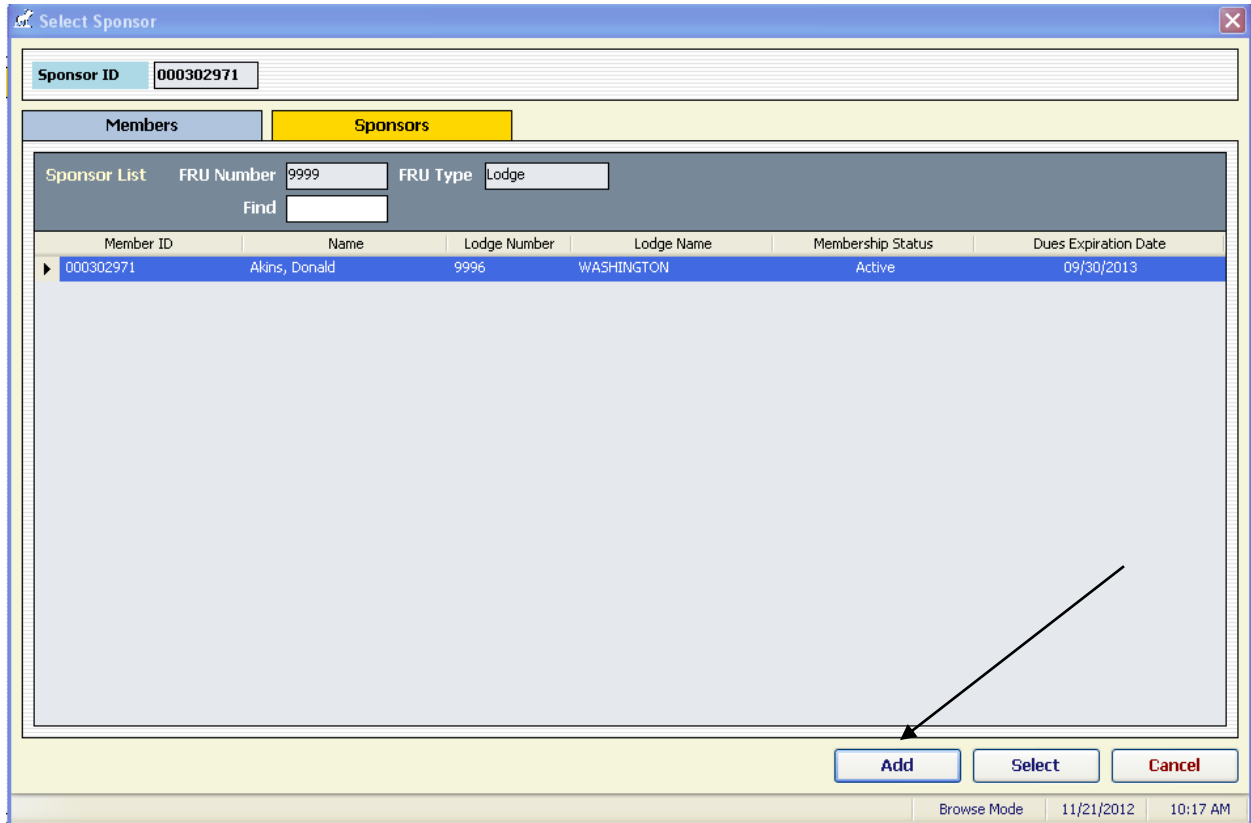 Select Sponsor
Sponsor ID 000302971
Members Sponsors
Sponsor List FRU Number 9999 FRU Type Lodge
Find
Member ID Name Lodge Number Lodge Name Membership Status Dues Expiration Date
000302971 Akins, Donald 9996 WASHINGTON Active 09/30/2013
Add Select Cancel
Browse Mode 11/21/2012 10:17 AM